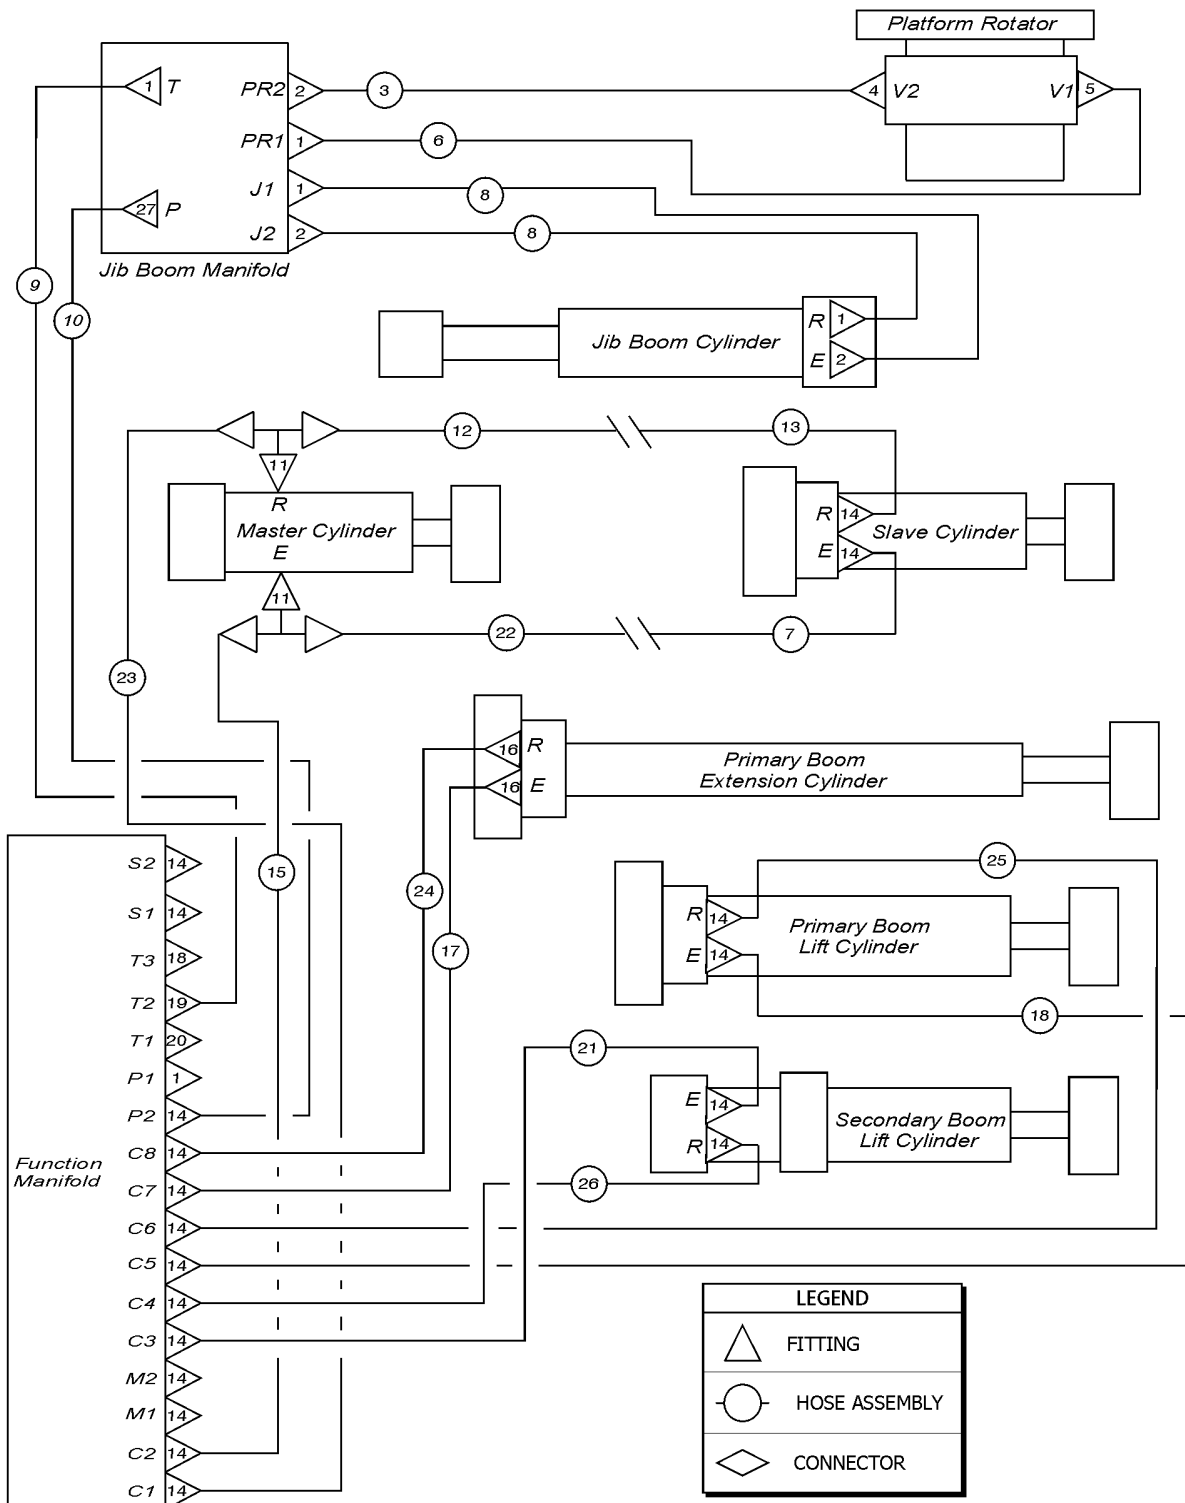 Platform Rotator
1 T
PR2 2
3
4 V2
V1 5
PR1 1
6
J1 1
8
27 P
J2 2
8
Jib Boom Manifold
9
10
R 1
Jib Boom Cylinder
E 2
12
13
11
R
Master Cylinder
E
R 14
Slave Cylinder
E 14
11
22
7
23
16 R
Primary Boom
Extension Cylinder
16 E
S2 14
15
24
25
S1 14
R 14
Primary Boom
Lift Cylinder
T3 18
17
E 14
T2 19
18
T1 20
21
P1 1
E 14
P2 14
Secondary Boom
Lift Cylinder
C8 14
R 14
Function
Manifold
C7 14
26
C6 14
C5 14
C4 14
C3 14
M2 14
M1 14
C2 14
C1 14
LEGEND
FITTING
HOSE ASSEMBLY
CONNECTOR